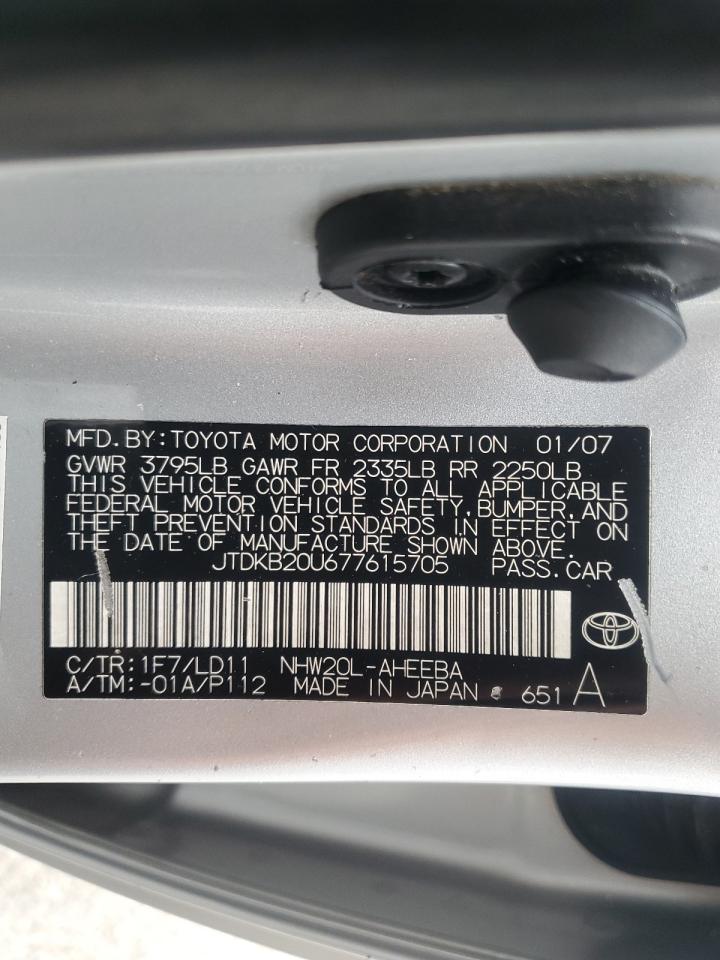 MFD. BY: TOYOTA MOTOR CORPORATION 01/07
GVWR 3795LB GAWR FR 2335LB RR 2250LB
THIS VEHICLE CONFORMS TO ALL APPLICABLE
FEDERAL MOTOR VEHICLE SAFETY, BUMPER, AND
THEFT PREVENTION STANDARDS IN EFFECT ON
THE DATE OF MANUFACTURE SHOWN ABOVE.
JTDKB20U677615705 PASS. CAR
C/TR: 1F7/LD11 NHW20L-AHEEBA
A/TM: -01A/P112 MADE IN JAPAN 651 A